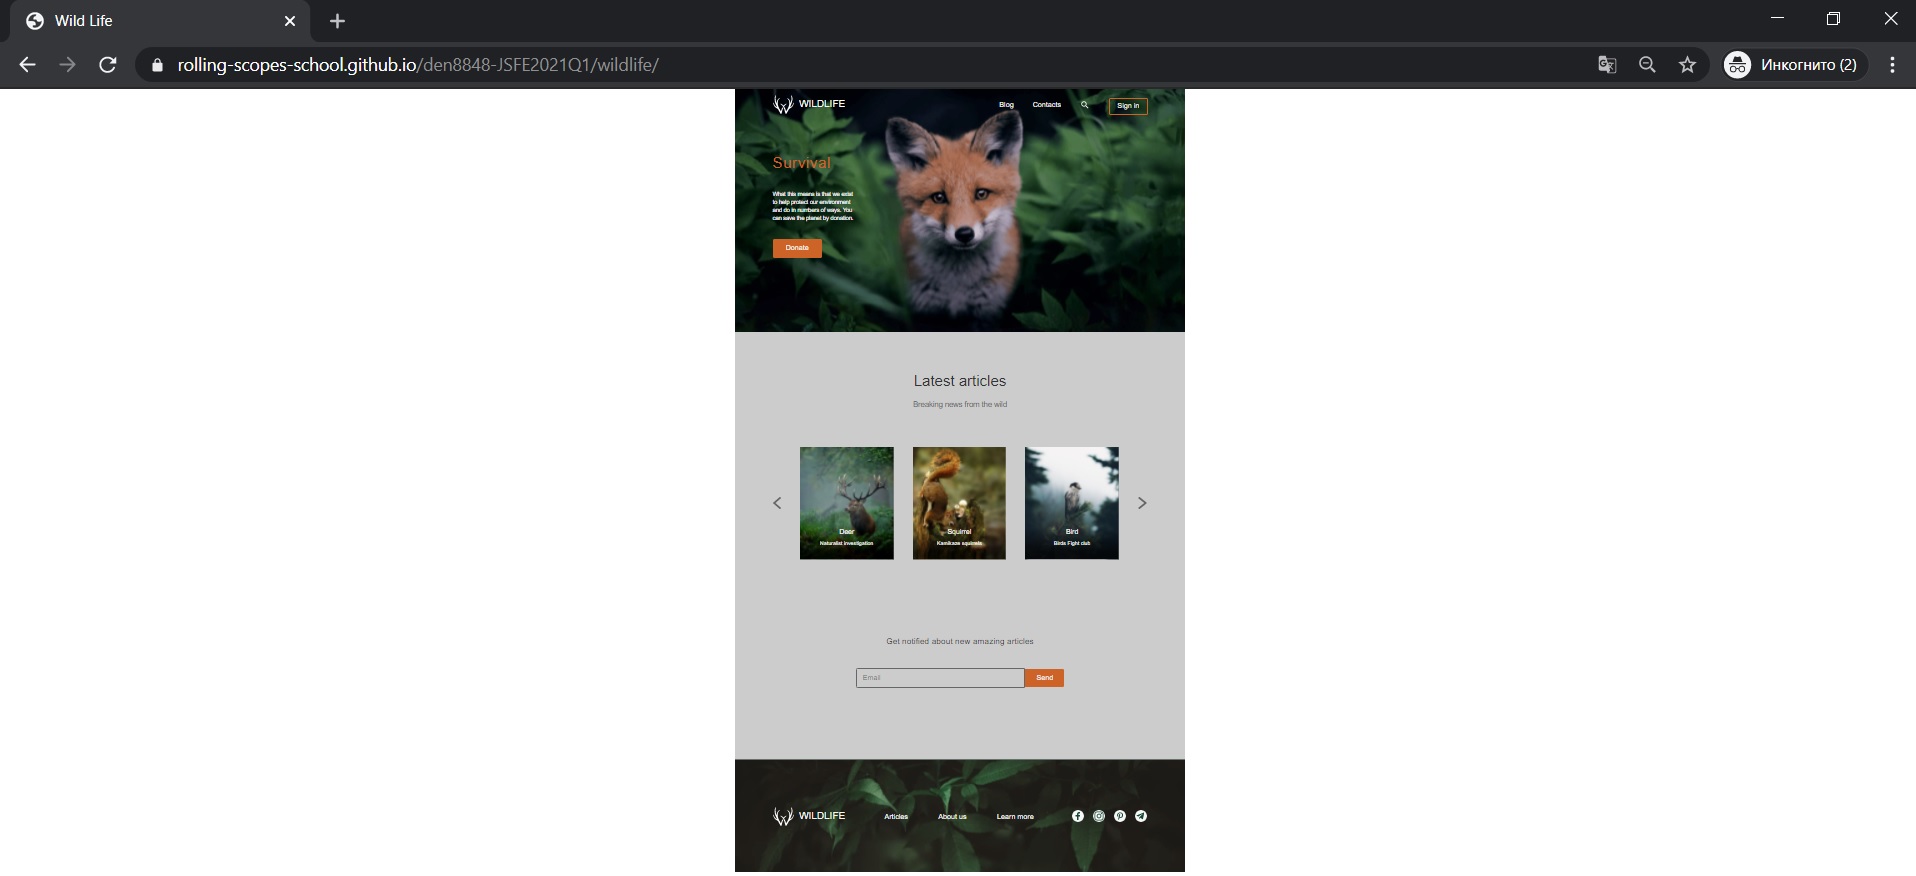 Wild Life
rolling-scopes-school.github.io/den8848-JSFE2021Q1/wildlife/
Инкогнито (2)
WILDLIFE
Blog
Contacts
Sign in
Survival
What this means is that we exist
to help protect our environment
and do in numbers of ways. You
can save the planet by donation.
Donate
Latest articles
Breaking news from the wild
Deer
Naturalist investigation
Squirrel
Kamikaze squirrels
Bird
Birds Fight club
Get notified about new amazing articles
Email
Send
WILDLIFE
Articles
About us
Learn more